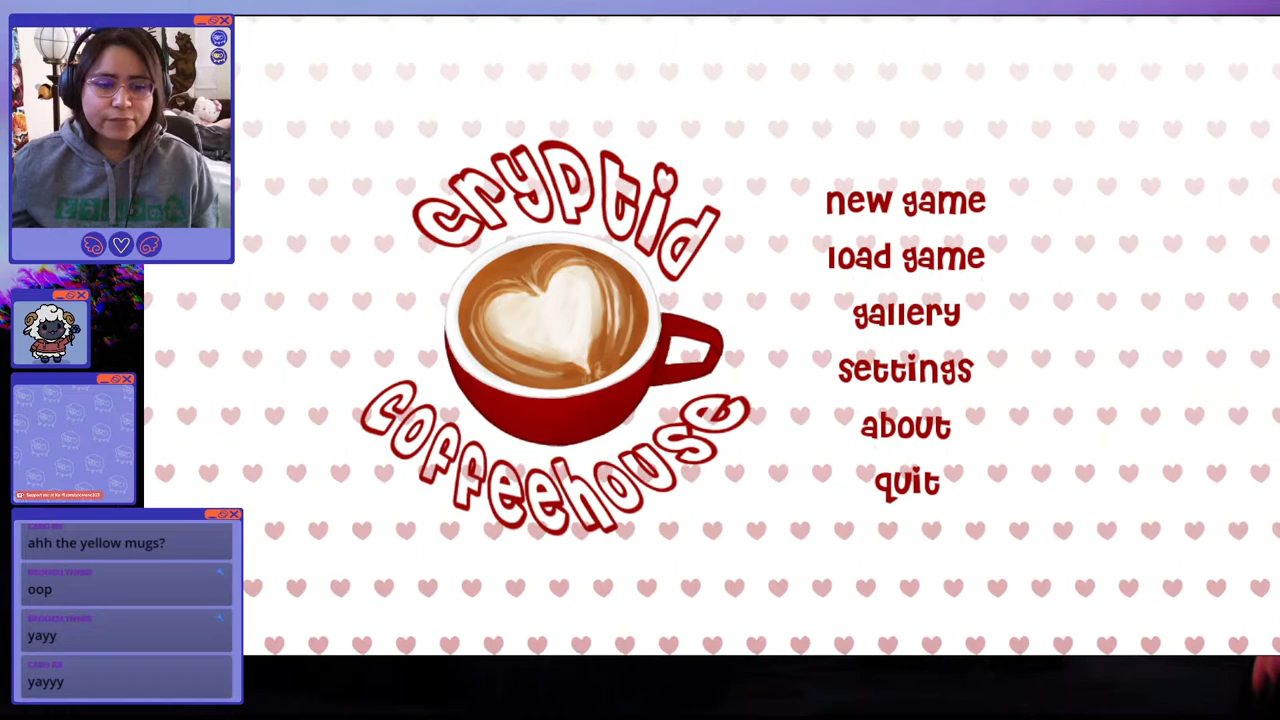 cryptid
coffeehouse
new game
load game
gallery
settings
about
quit
ahh the yellow mugs?
oop
yayy
yayyy